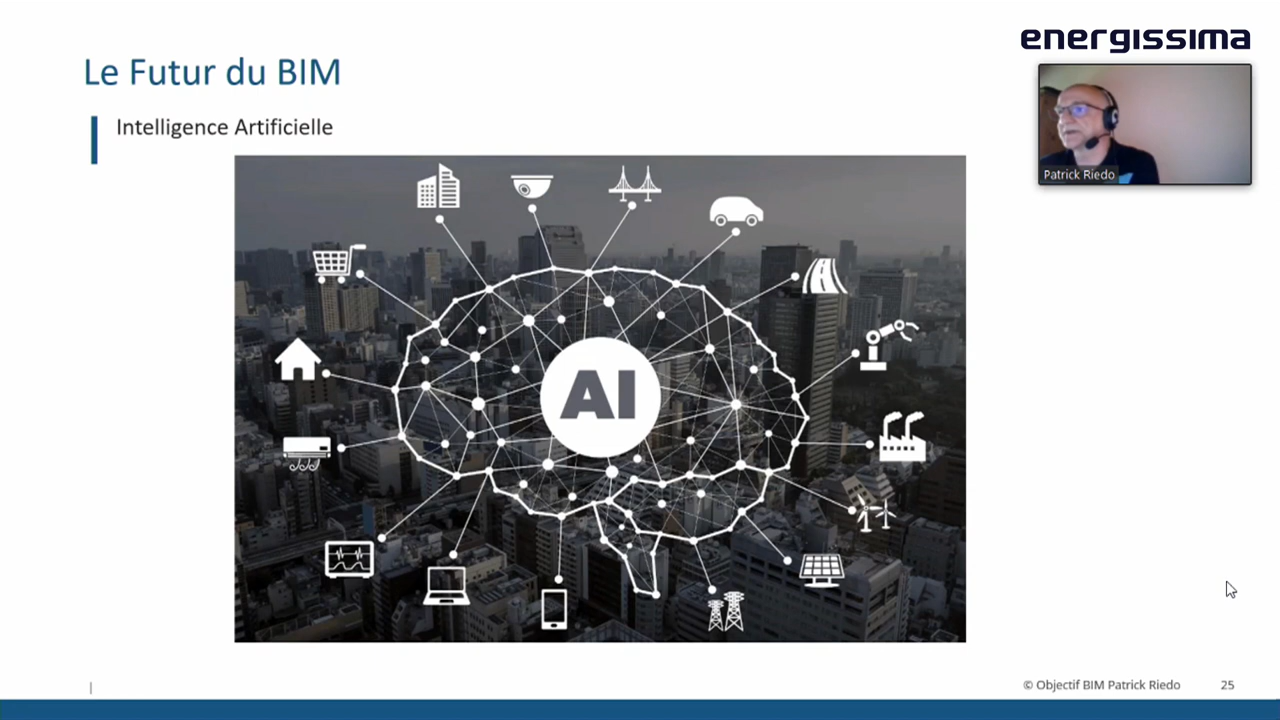 energissima
Le Futur du BIM
Intelligence Artificielle
Patrick Riedo
AI
© Objectif BIM Patrick Riedo
25